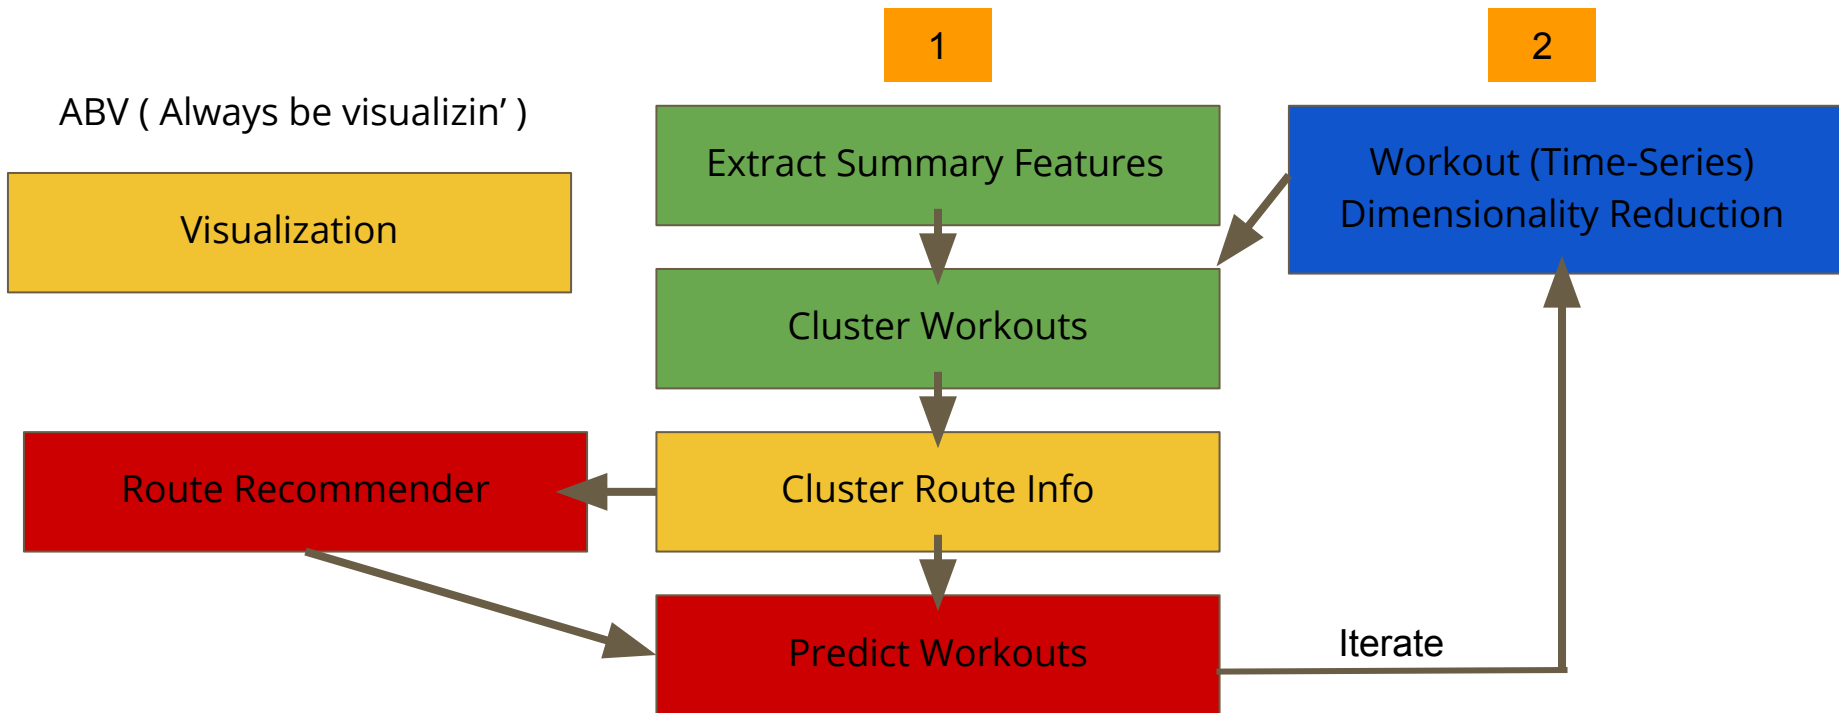 1
2
ABV ( Always be visualizin’ )
Extract Summary Features
Workout (Time-Series)
Dimensionality Reduction
Visualization
Cluster Workouts
Route Recommender
Cluster Route Info
Predict Workouts
Iterate